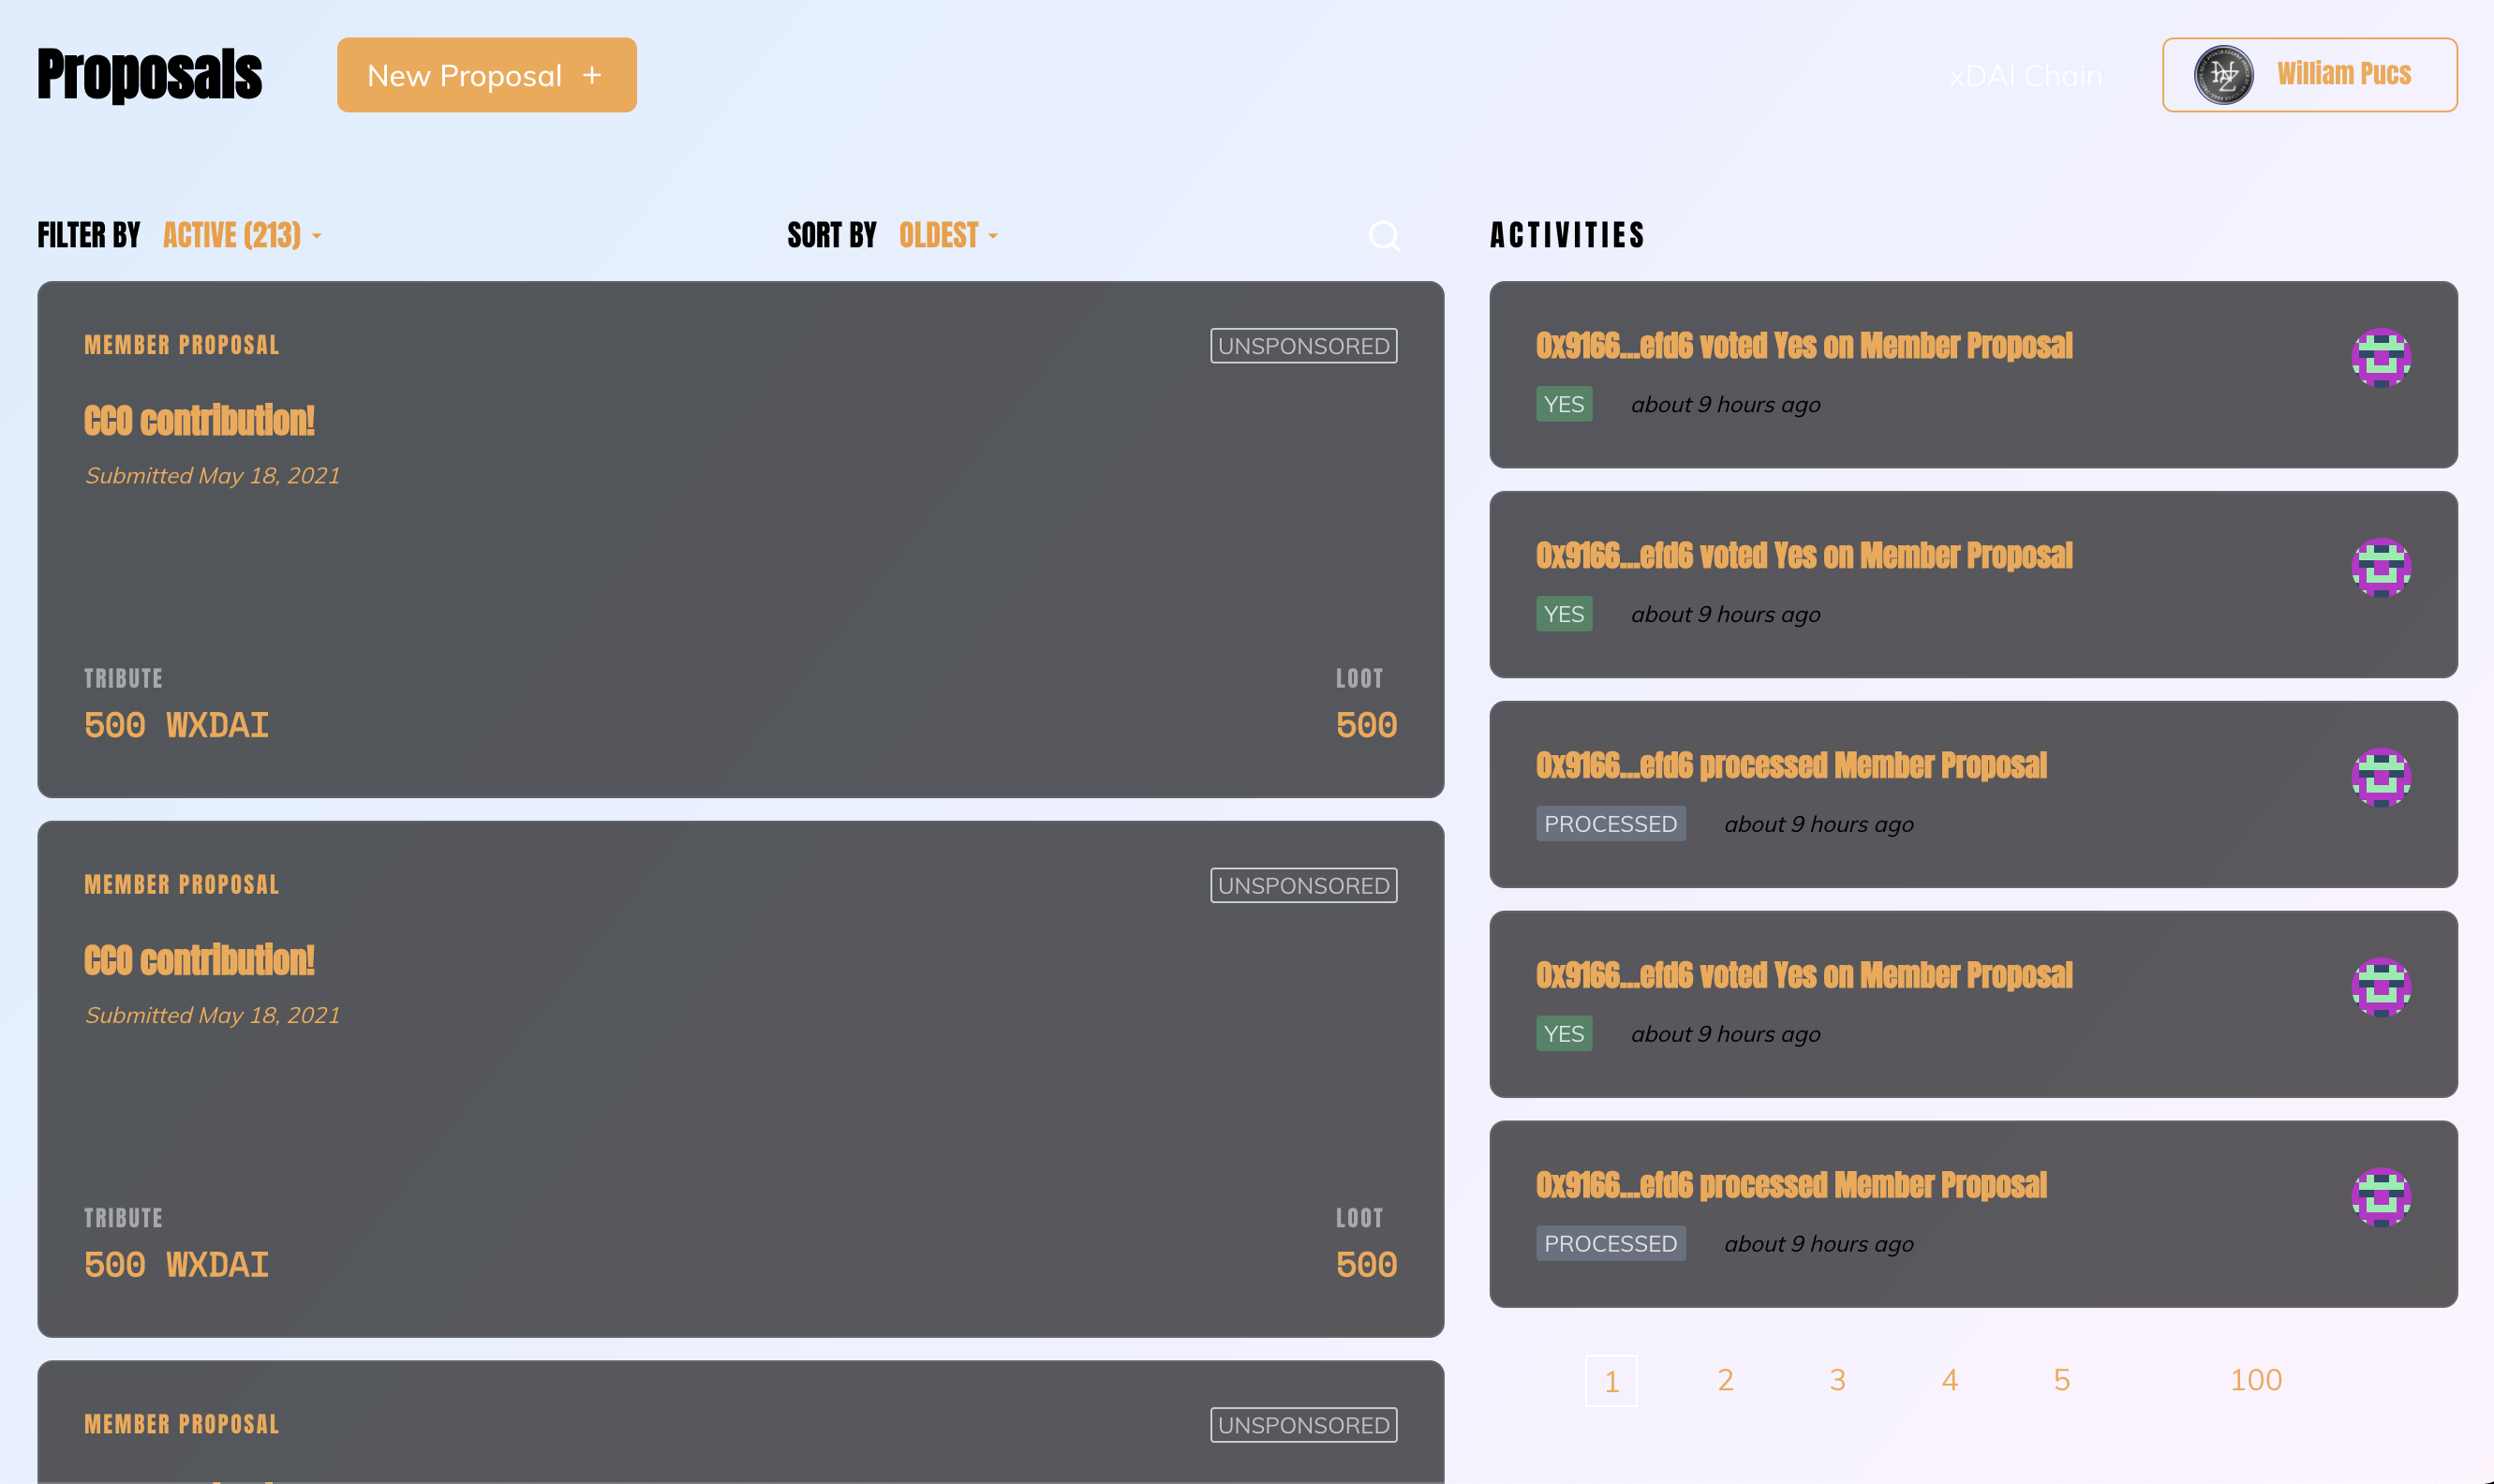 Proposals
New Proposal +
xDAI Chain
William Pucs
FILTER BY ACTIVE (213)
SORT BY OLDEST
MEMBER PROPOSAL
UNSPONSORED
CCO contribution!
Submitted May 18, 2021
TRIBUTE
LOOT
500 WXDAI
500
MEMBER PROPOSAL
UNSPONSORED
CCO contribution!
Submitted May 18, 2021
TRIBUTE
LOOT
500 WXDAI
500
MEMBER PROPOSAL
UNSPONSORED
ACTIVITIES
0x9166...efd6 voted Yes on Member Proposal
YES about 9 hours ago
0x9166...efd6 voted Yes on Member Proposal
YES about 9 hours ago
0x9166...efd6 processed Member Proposal
PROCESSED about 9 hours ago
0x9166...efd6 voted Yes on Member Proposal
YES about 9 hours ago
0x9166...efd6 processed Member Proposal
PROCESSED about 9 hours ago
1 2 3 4 5 100